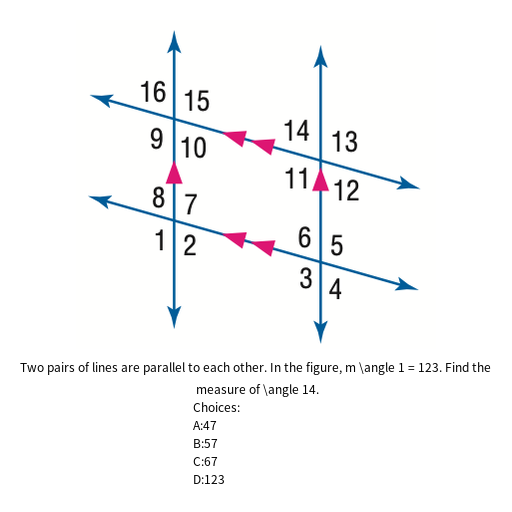 16 15
14 13
9 10
11 12
8 7
6 5
1 2
3 4
Two pairs of lines are parallel to each other. In the figure, m \angle 1 = 123. Find the
measure of \angle 14.
Choices:
A:47
B:57
C:67
D:123